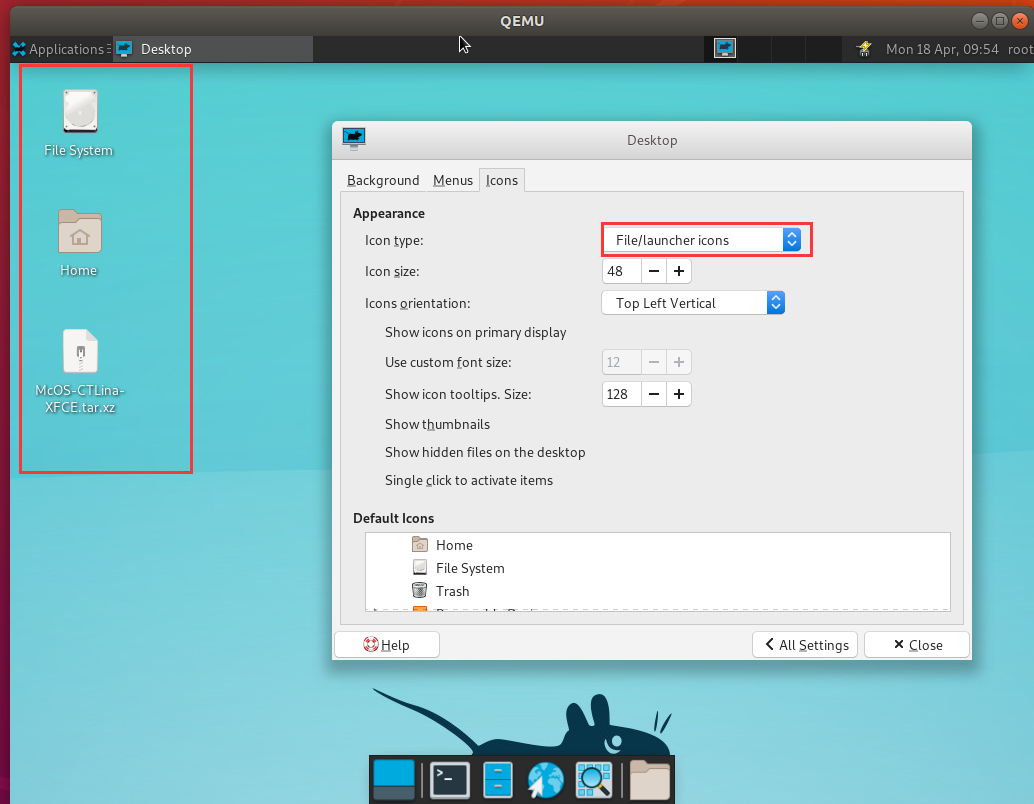 QEMU
Applications
Desktop
Mon 18 Apr, 09:54 root
File System
Home
McOS-CTLina-
XFCE.tar.xz
Desktop
Background Menus Icons
Appearance
Icon type: File/launcher icons
Icon size: 48
Icons orientation: Top Left Vertical
Show icons on primary display
Use custom font size: 12
Show icon tooltips. Size: 128
Show thumbnails
Show hidden files on the desktop
Single click to activate items
Default Icons
Home
File System
Trash
Help
All Settings
Close